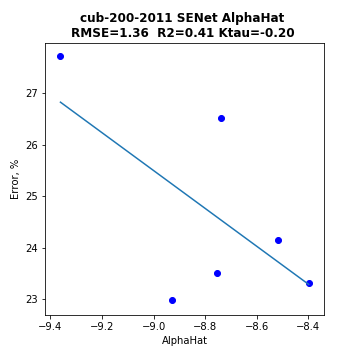 cub-200-2011 SENet AlphaHat
RMSE=1.36  R2=0.41 Ktau=-0.20
27
26
25
24
23
Error, %
−9.4 −9.2 −9.0 −8.8 −8.6 −8.4
AlphaHat